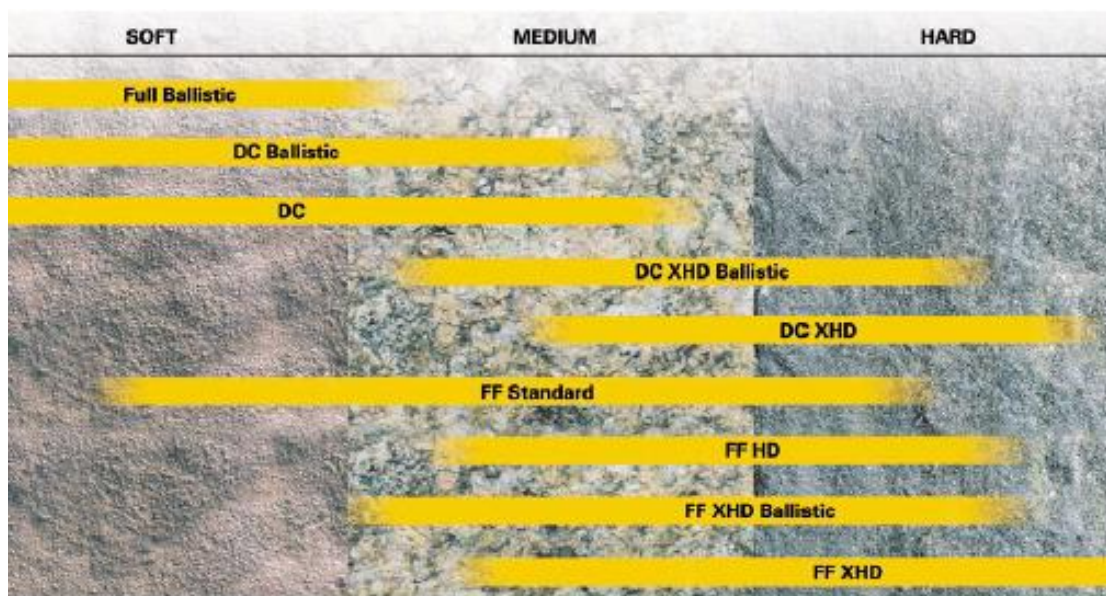 SOFT MEDIUM HARD
Full Ballistic
DC Ballistic
DC
DC XHD Ballistic
DC XHD
FF Standard
FF HD
FF XHD Ballistic
FF XHD